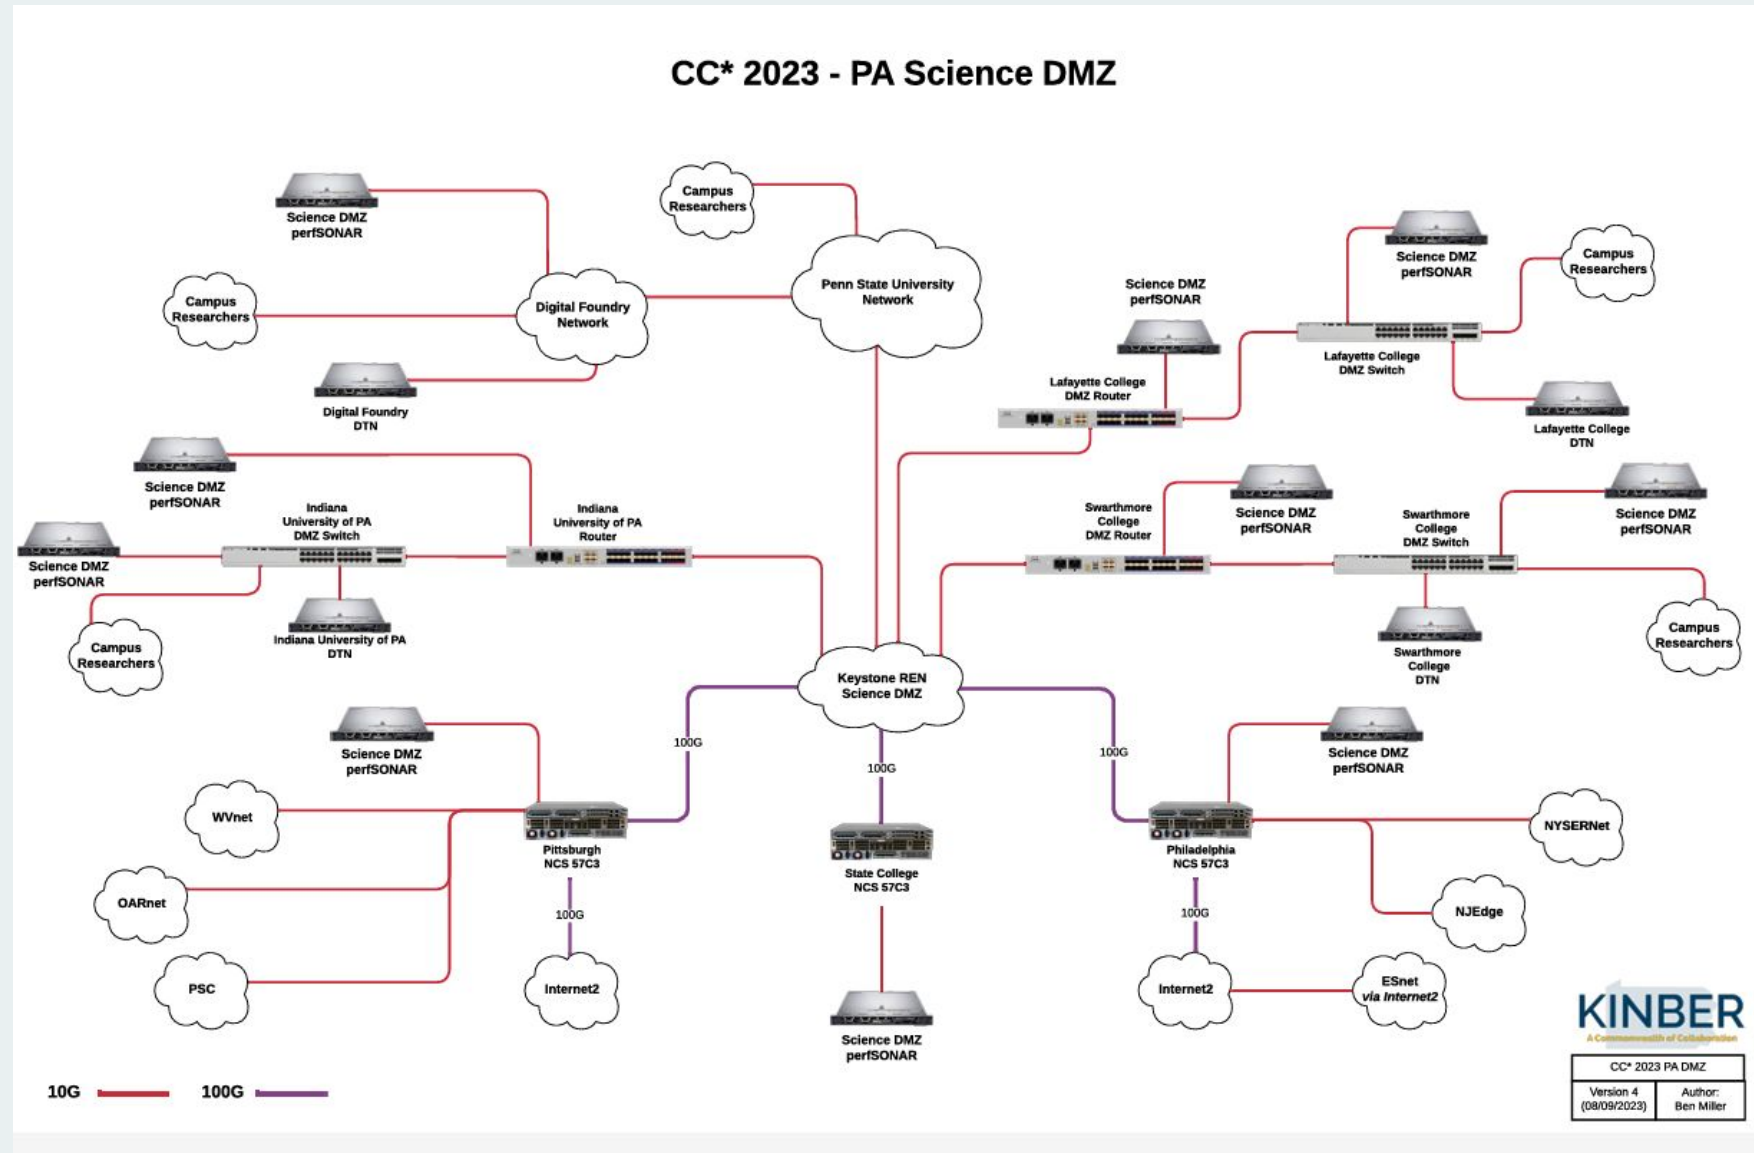 CC* 2023 - PA Science DMZ
Science DMZ
perfSONAR
Campus
Researchers
Campus
Researchers
Digital Foundry
Network
Penn State University
Network
Digital Foundry
DTN
Science DMZ
perfSONAR
Science DMZ
perfSONAR
Campus
Researchers
Lafayette College
DMZ Switch
Lafayette College
DMZ Router
Lafayette College
DTN
Science DMZ
perfSONAR
Science DMZ
perfSONAR
Indiana
University of PA
DMZ Switch
Indiana
University of PA
Router
Indiana University of PA
DTN
Campus
Researchers
Swarthmore
College
DMZ Router
Science DMZ
perfSONAR
Swarthmore
College
DMZ Switch
Science DMZ
perfSONAR
Swarthmore
College
DTN
Campus
Researchers
Keystone REN
Science DMZ
100G
100G
100G
Science DMZ
perfSONAR
WVnet
OARnet
PSC
Pittsburgh
NCS 57C3
100G
Internet2
State College
NCS 57C3
Science DMZ
perfSONAR
Science DMZ
perfSONAR
Philadelphia
NCS 57C3
100G
Internet2
ESnet
via Internet2
NYSERNet
NJEdge
10G
100G
KINBER
A Commonwealth of Collaboration
CC* 2023 PA DMZ
Version 4
(08/09/2023)
Author:
Ben Miller